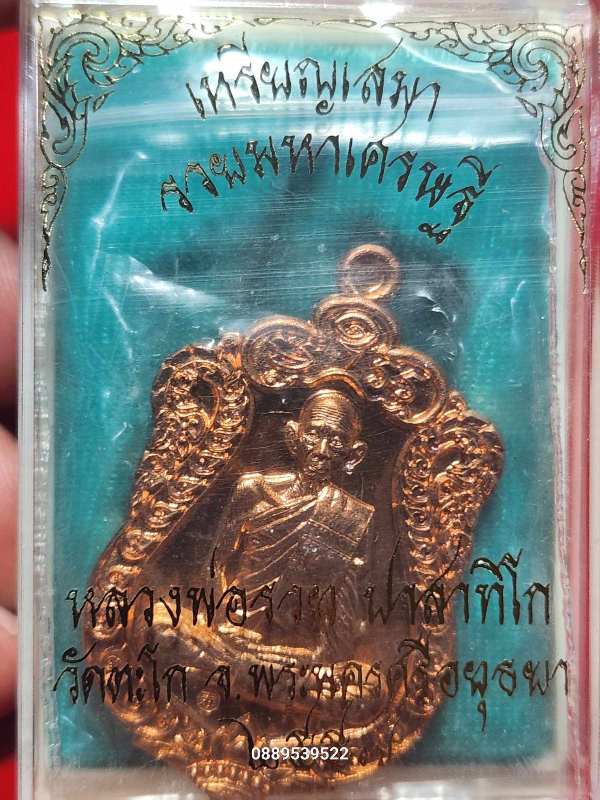 เหรียญเสมา
รวยมหาเศรษฐี
หลวงพ่อรวย ปาสาทิโก
วัดตะโก จ.พระนครศรีอยุธยา
0889539522